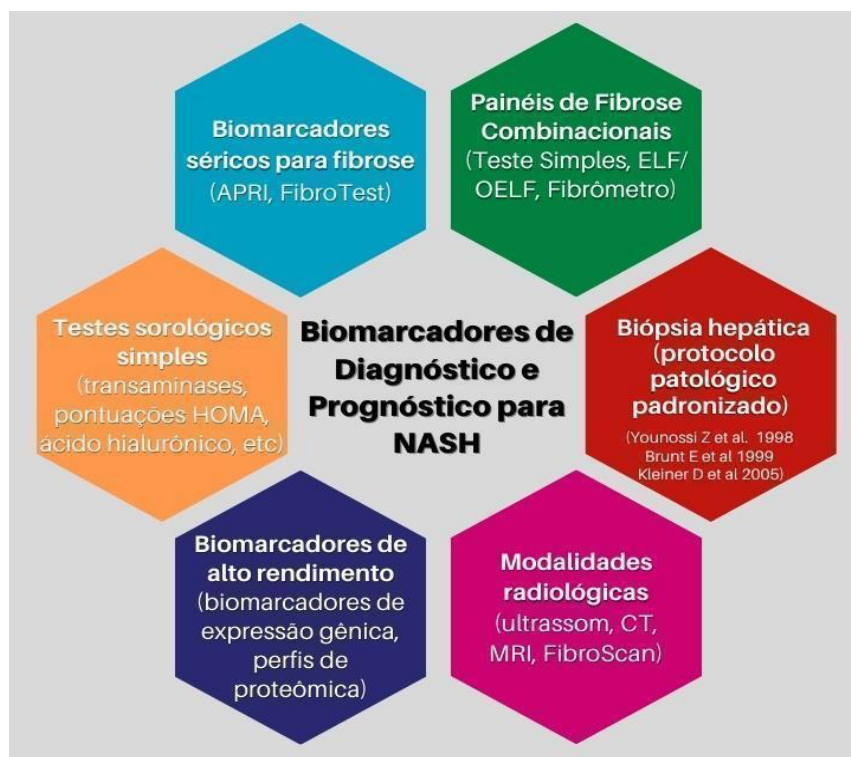 Biomarcadores
séricos para fibrose
(APRI, FibroTest)
Painéis de Fibrose
Combinacionais
(Teste Simples, ELF/
OELF, Fibrômetro)
Testes sorológicos
simples
(transaminases,
pontuações HOMA,
ácido hialurônico, etc)
Biomarcadores de
Diagnóstico e
Prognóstico para
NASH
Biópsia hepática
(protocolo
patológico
padronizado)
(Younossi Z et al. 1998
Brunt E et al 1999
Kleiner D et al 2005)
Biomarcadores de
alto rendimento
(biomarcadores de
expressão gênica,
perfis de
proteômica)
Modalidades
radiológicas
(ultrassom, CT,
MRI, FibroScan)